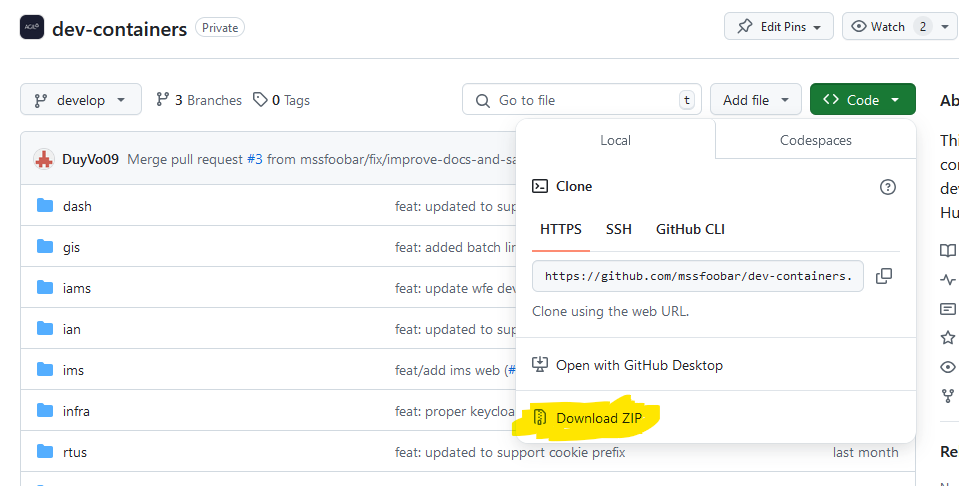 AGIL
dev-containers Private Edit Pins Watch 2
develop 3 Branches 0 Tags Go to file t Add file Code
Local Codespaces
DuyVo09 Merge pull request #3 from mssfoobar/fix/improve-docs-and-sa
Clone
HTTPS SSH GitHub CLI
https://github.com/mssfoobar/dev-containers.
Clone using the web URL.
Open with GitHub Desktop
Download ZIP
dash feat: updated to sup
gis feat: added batch lin
iams feat: update wfe dev
ian feat: updated to sup
ims feat/add ims web (#
infra feat: proper keycloa
rtus feat: updated to support cookie prefix last month
Ab
Thi
co
de
Hu
Re